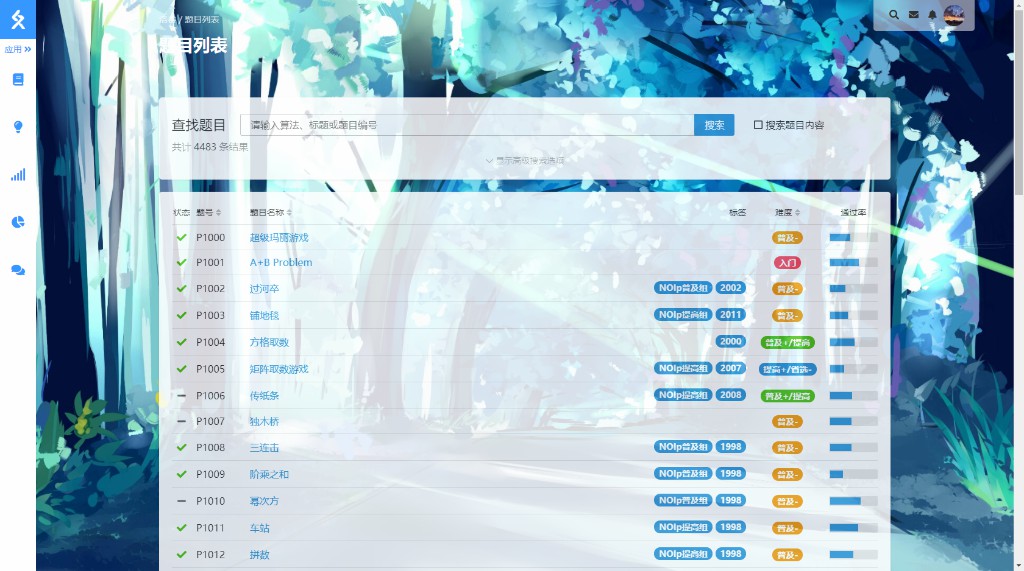 应用 »
首页 / 题目列表
题目列表
查找题目 请输入算法、标题或题目编号 搜索 搜索题目内容
共计 4483 条结果
显示高级搜索选项
状态 题号 题目名称 标签 难度 通过率
P1000 超级玛丽游戏 普及-
P1001 A+B Problem 入门
P1002 过河卒 NOIp普及组 2002 普及-
P1003 铺地毯 NOIp提高组 2011 普及-
P1004 方格取数 2000 普及+/提高
P1005 矩阵取数游戏 NOIp提高组 2007 提高+/省选-
P1006 传纸条 NOIp提高组 2008 普及+/提高
P1007 独木桥 普及-
P1008 三连击 NOIp普及组 1998 普及-
P1009 阶乘之和 NOIp普及组 1998 普及-
P1010 幂次方 NOIp普及组 1998 普及-
P1011 车站 NOIp提高组 1998 普及-
P1012 拼数 NOIp提高组 1998 普及-